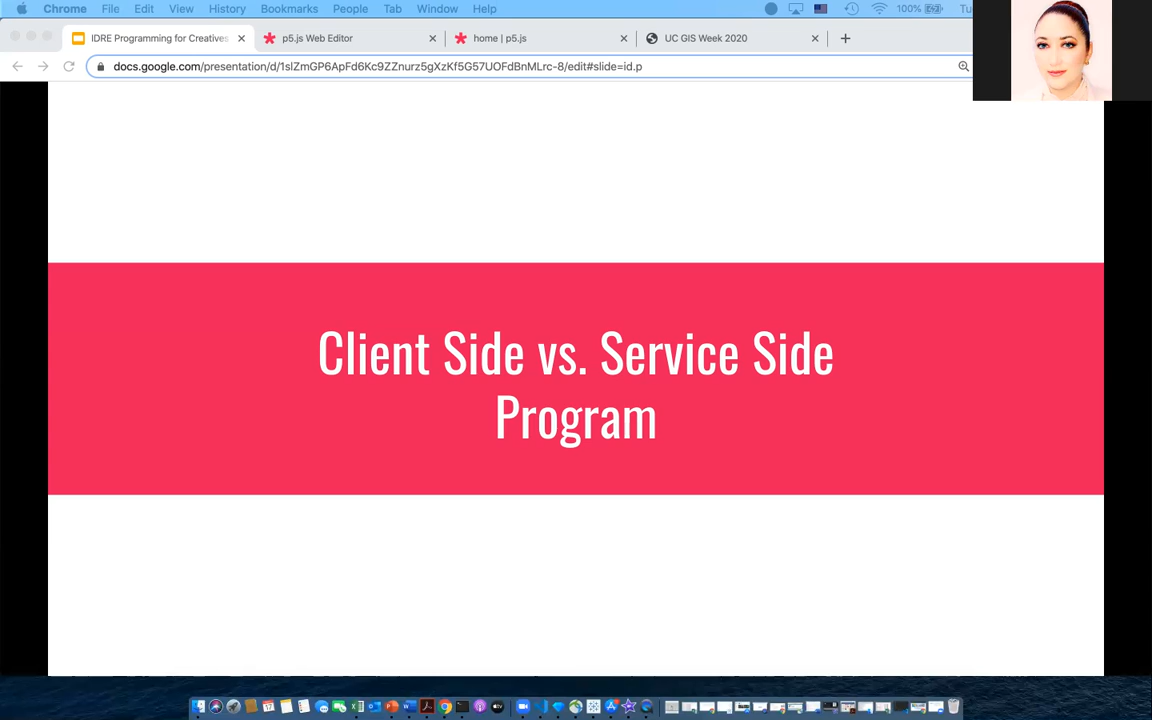 Chrome File Edit View History Bookmarks People Tab Window Help 100% Tu
IDRE Programming for Creatives p5.js Web Editor home | p5.js UC GIS Week 2020
docs.google.com/presentation/d/1slZmGP6ApFd6Kc9ZZnurz5gXzKf5G57UOFdBnMLrc-8/edit#slide=id.p
Client Side vs. Service Side
Program